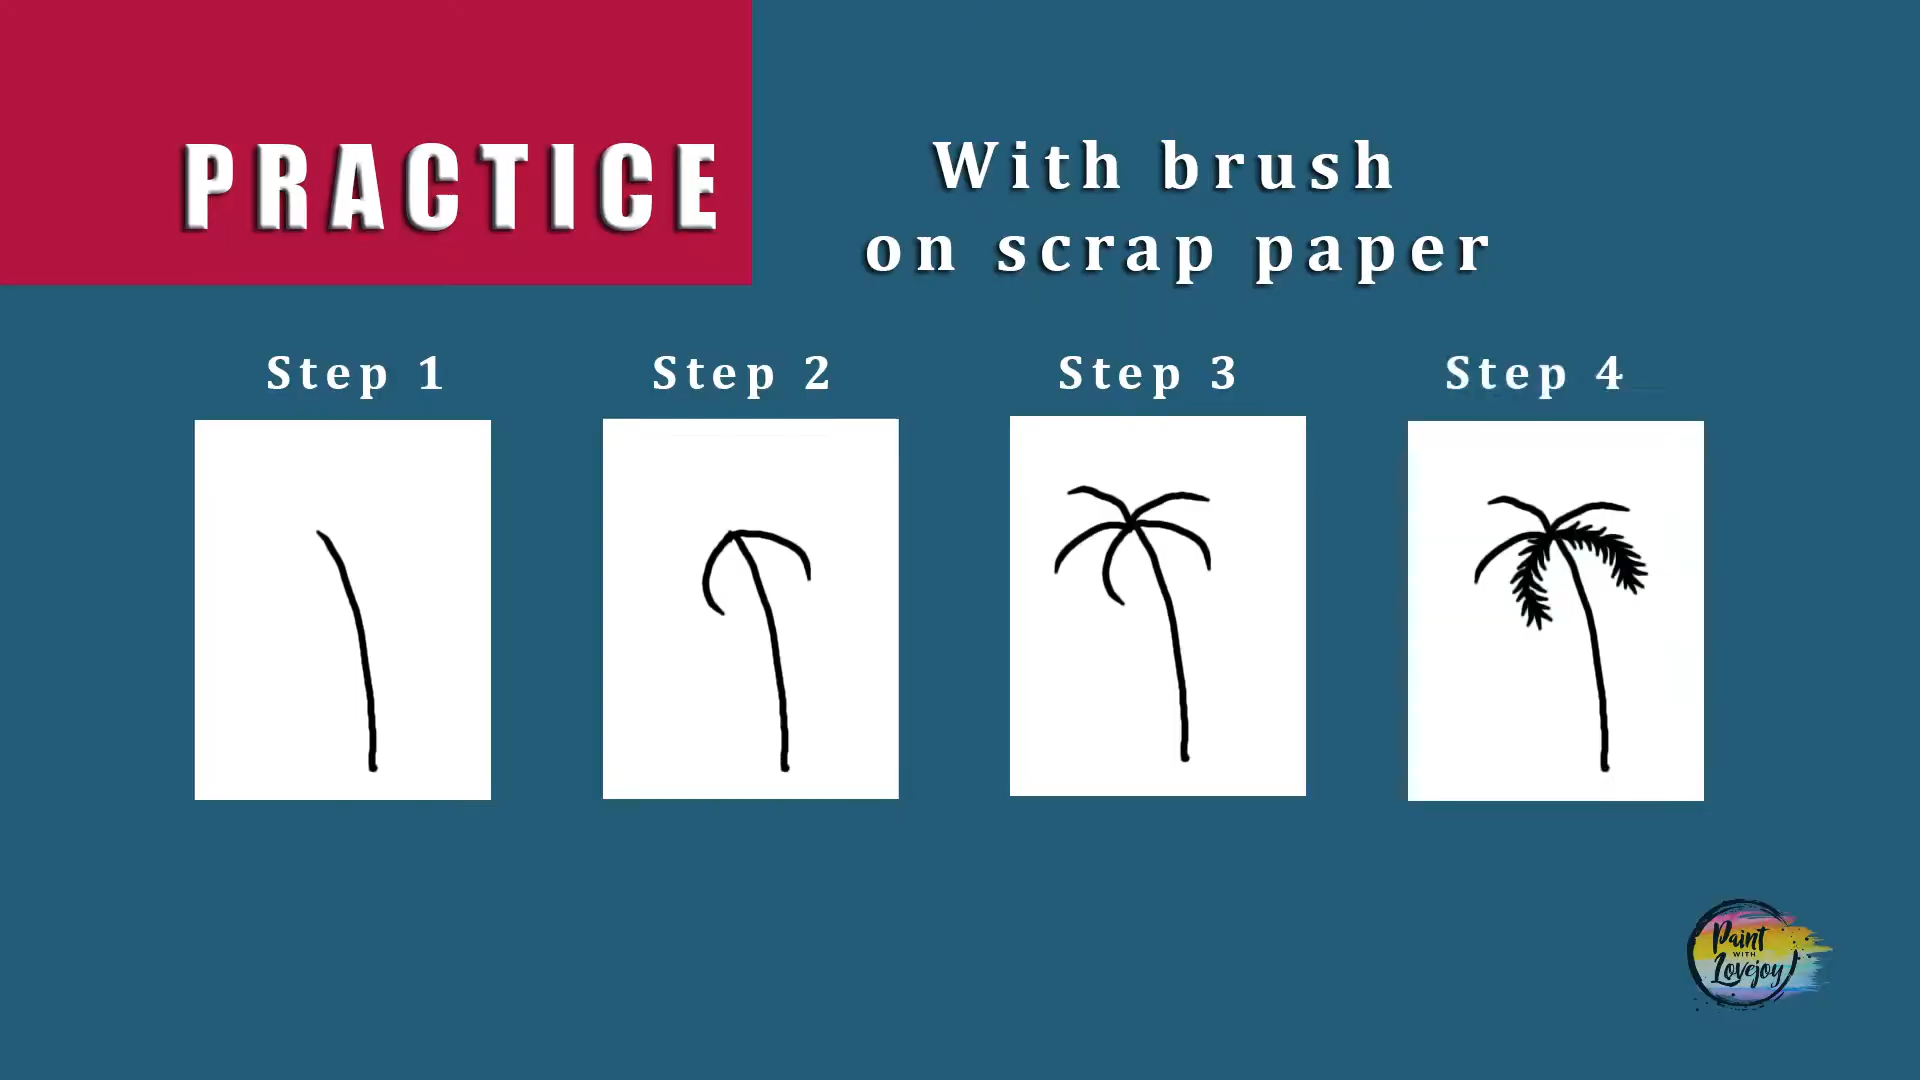 PRACTICE
With brush
on scrap paper
Step 1
Step 2
Step 3
Step 4
Paint
WITH
Lovejoy